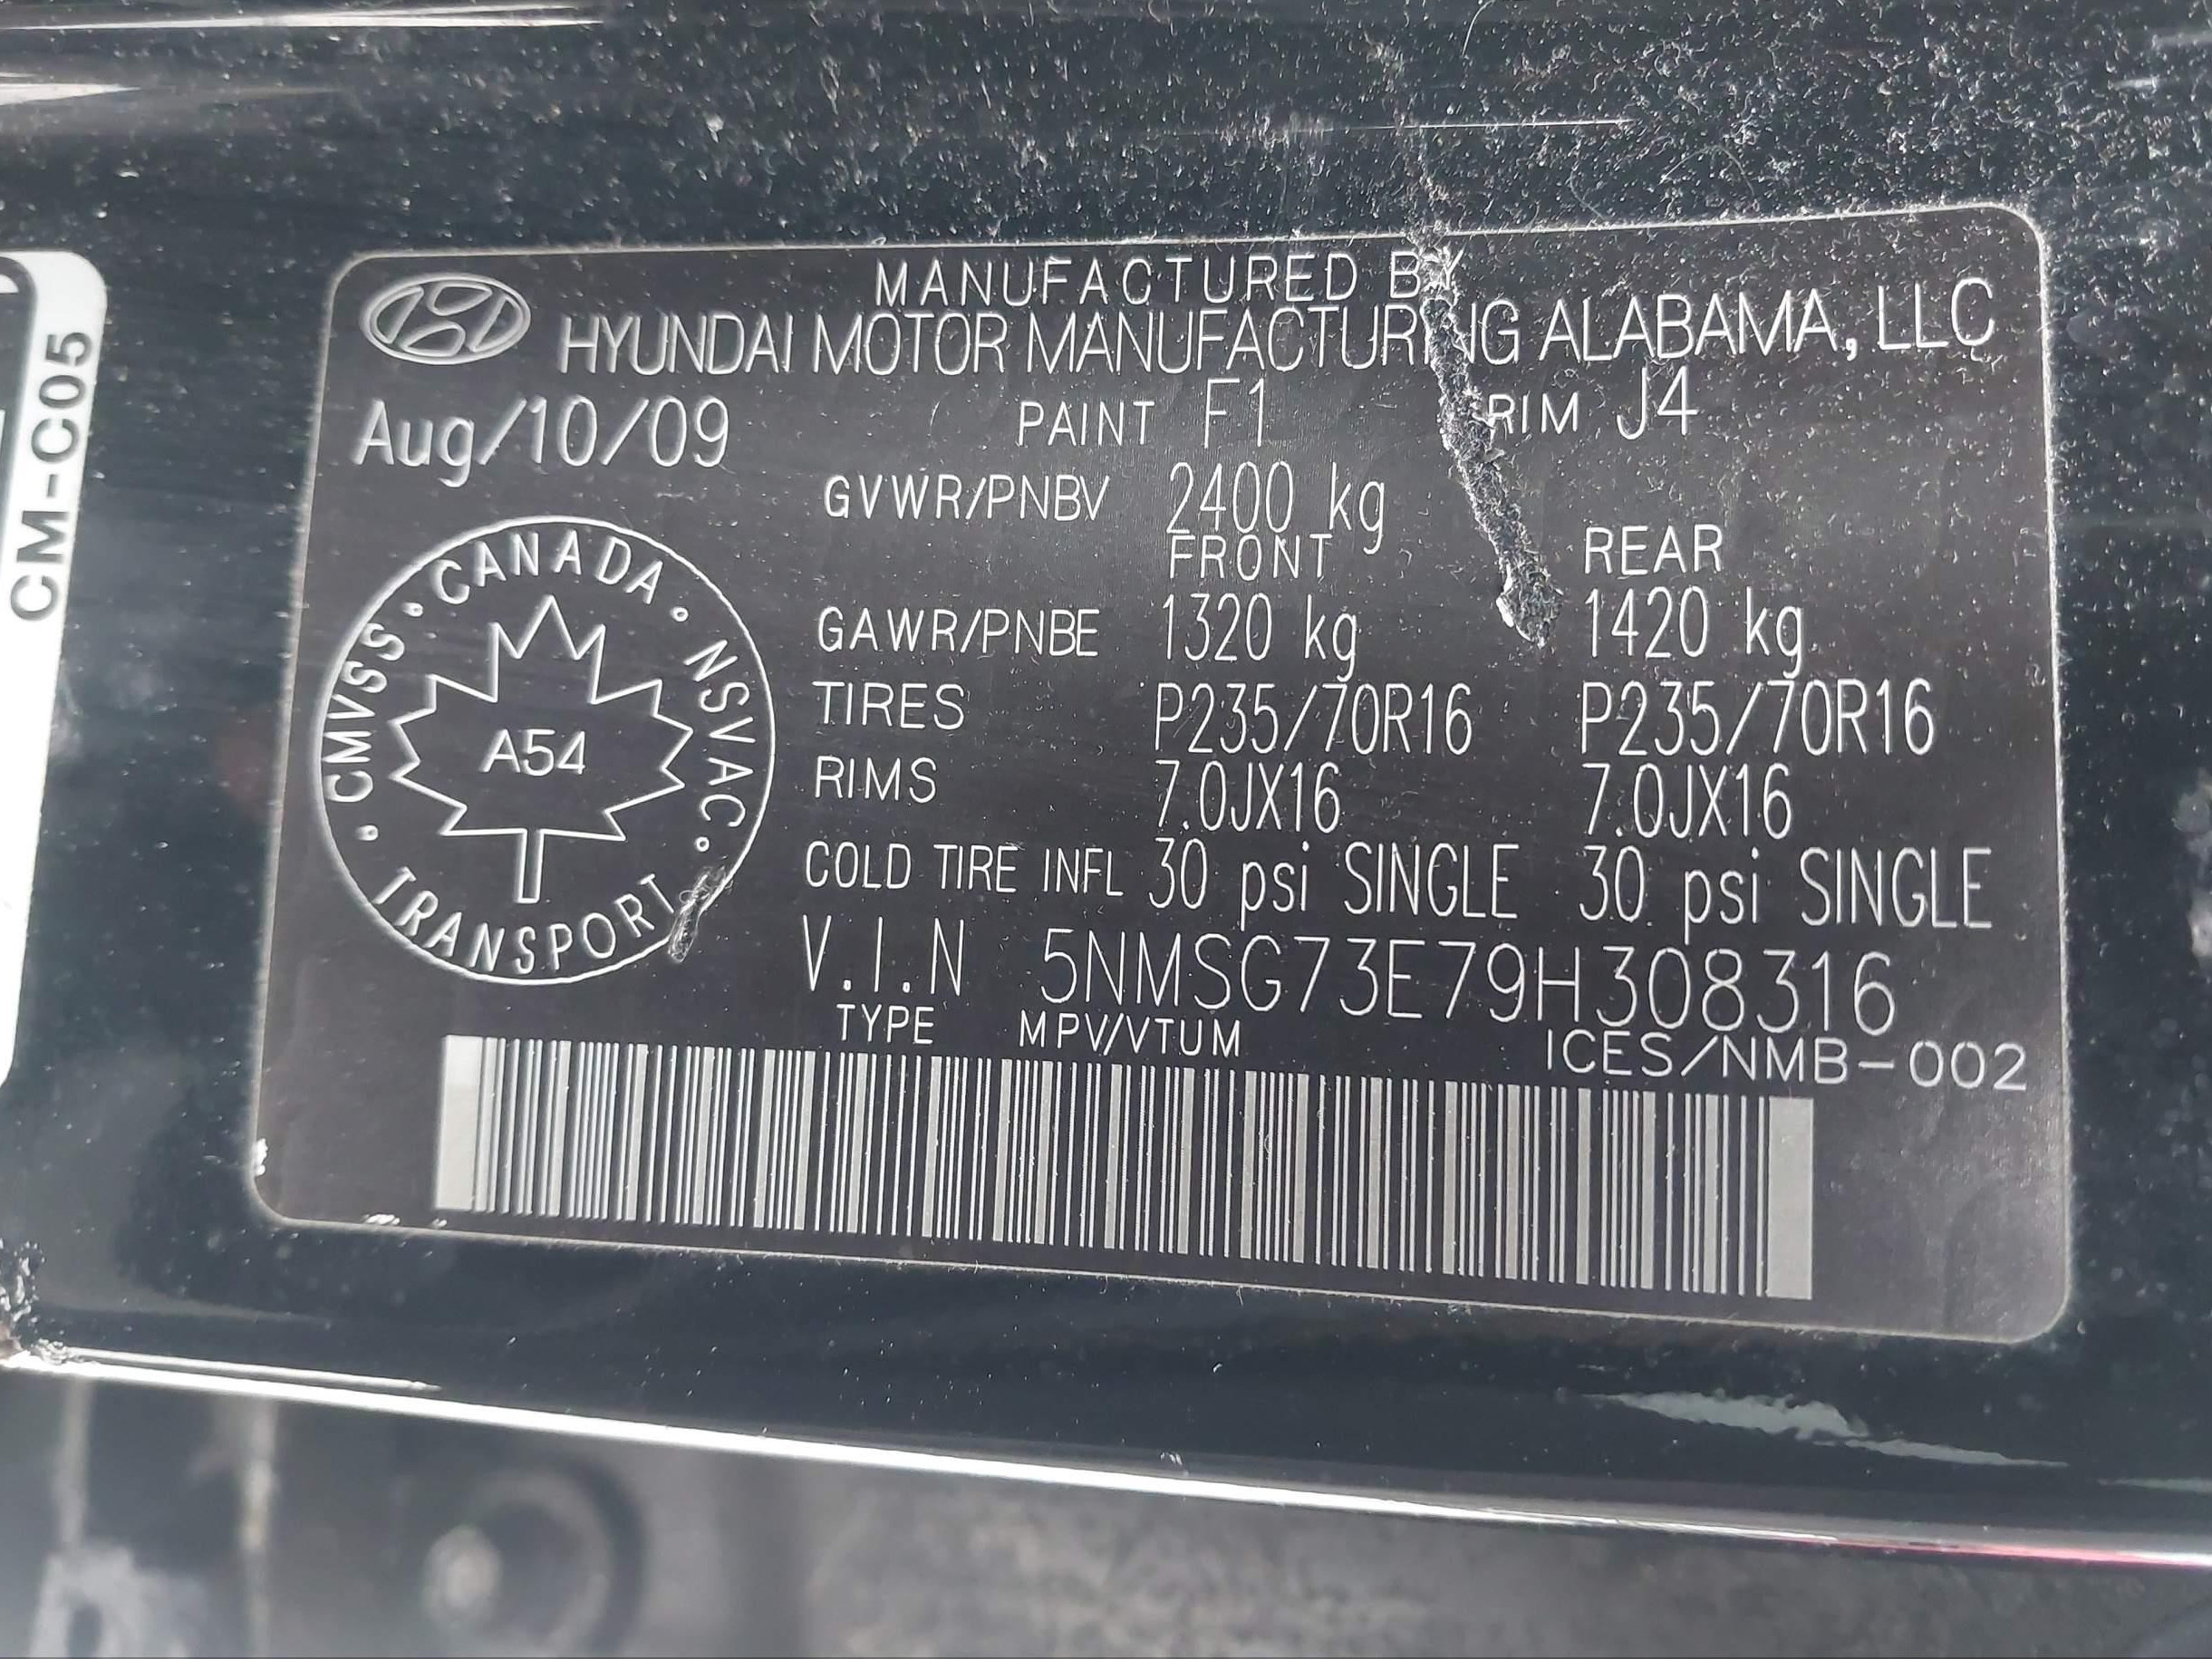 CM-C05
MANUFACTURED BY
HYUNDAI MOTOR MANUFACTURING ALABAMA, LLC
Aug/10/09 PAINT F1 RIM J4
GVWR/PNBV 2400 kg
FRONT REAR
GAWR/PNBE 1320 kg 1420 kg
TIRES P235/70R16 P235/70R16
RIMS 7.0JX16 7.0JX16
COLD TIRE INFL 30 psi SINGLE 30 psi SINGLE
V.I.N 5NMSG73E79H308316
TYPE MPV/VTUM ICES/NMB-002
CMVSS · CANADA · NSVAC · TRANSPORT ·
A54